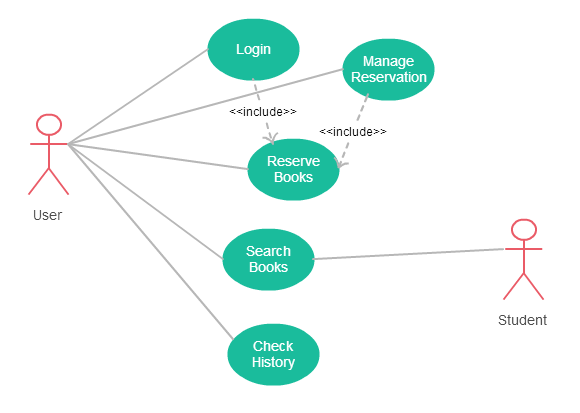 Login
Manage
Reservation
<<include>>
<<include>>
Reserve
Books
User
Search
Books
Student
Check
History